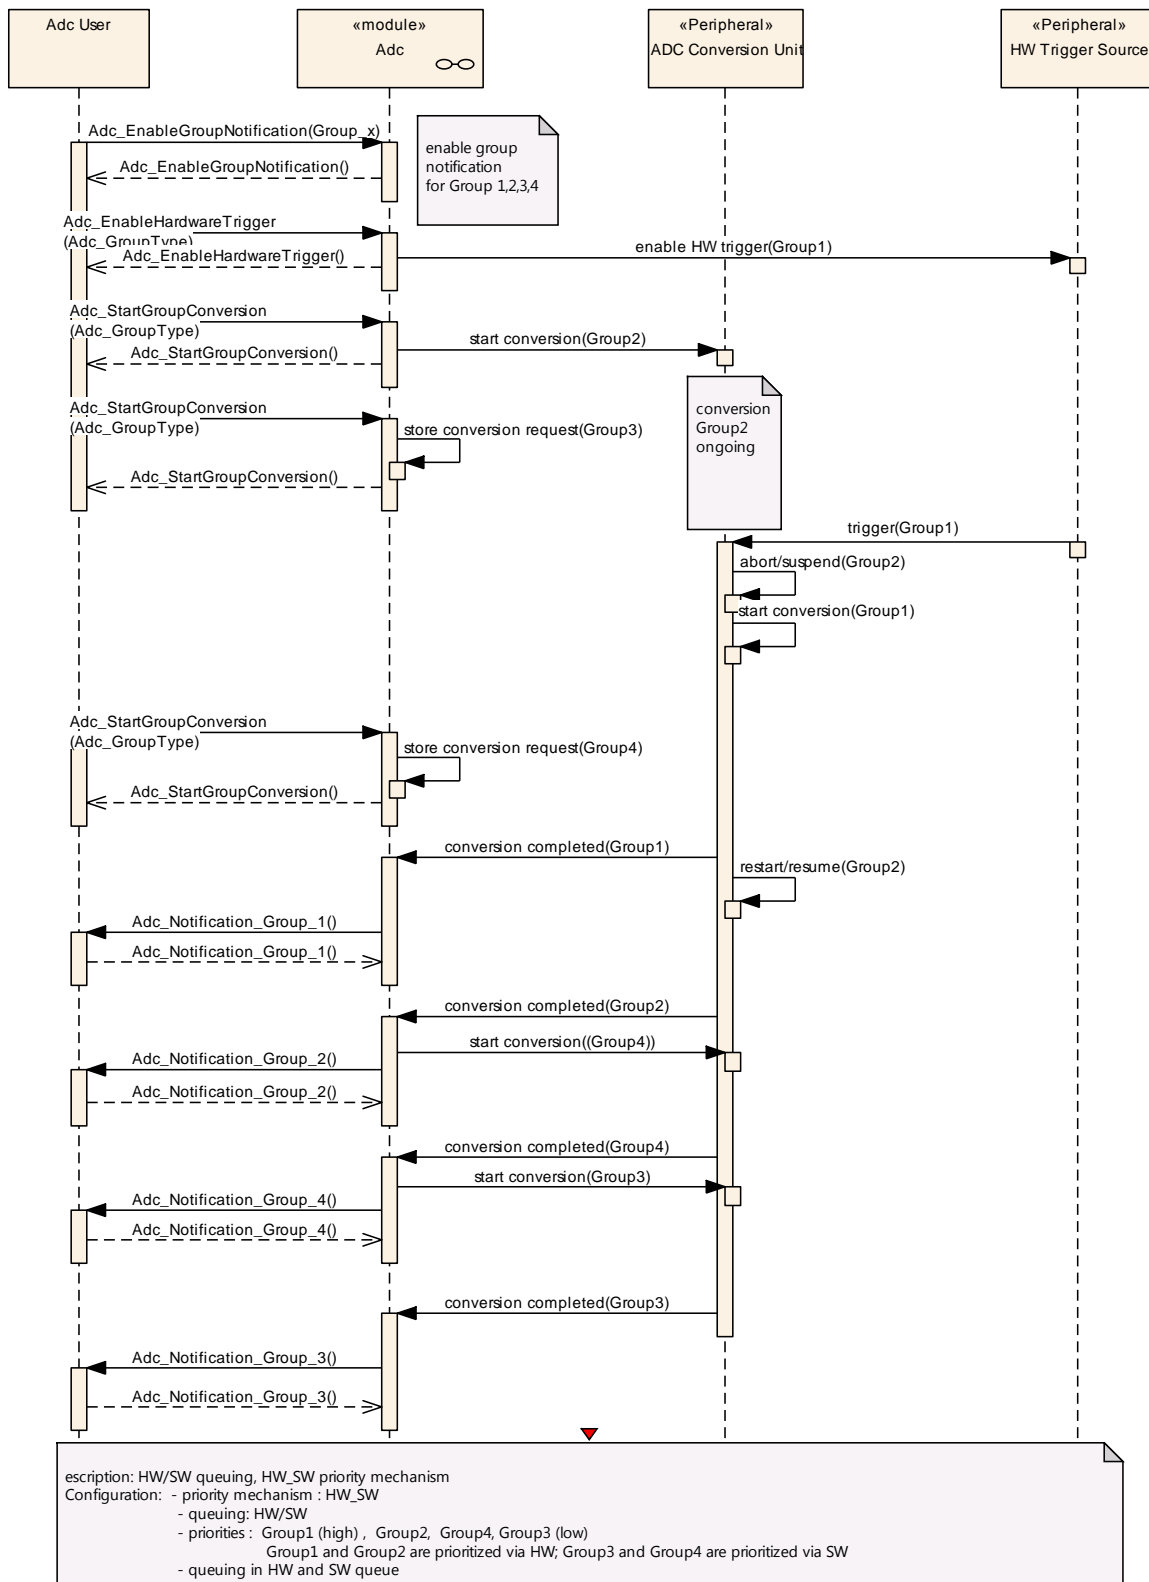 Adc User
«module»
Adc
«Peripheral»
ADC Conversion Unit
«Peripheral»
HW Trigger Source
Adc_EnableGroupNotification(Group_x)
enable group
notification
for Group 1,2,3,4
Adc_EnableGroupNotification()
Adc_EnableHardwareTrigger
(Adc_GroupType)
Adc_EnableHardwareTrigger()
enable HW trigger(Group1)
Adc_StartGroupConversion
(Adc_GroupType)
start conversion(Group2)
Adc_StartGroupConversion()
conversion
Group2
ongoing
Adc_StartGroupConversion
(Adc_GroupType)
store conversion request(Group3)
Adc_StartGroupConversion()
trigger(Group1)
abort/suspend(Group2)
start conversion(Group1)
Adc_StartGroupConversion
(Adc_GroupType)
store conversion request(Group4)
Adc_StartGroupConversion()
conversion completed(Group1)
restart/resume(Group2)
Adc_Notification_Group_1()
Adc_Notification_Group_1()
conversion completed(Group2)
start conversion((Group4))
Adc_Notification_Group_2()
Adc_Notification_Group_2()
conversion completed(Group4)
start conversion(Group3)
Adc_Notification_Group_4()
Adc_Notification_Group_4()
conversion completed(Group3)
Adc_Notification_Group_3()
Adc_Notification_Group_3()
escription: HW/SW queuing, HW_SW priority mechanism
Configuration: - priority mechanism : HW_SW
- queuing: HW/SW
- priorities : Group1 (high) , Group2, Group4, Group3 (low)
Group1 and Group2 are prioritized via HW; Group3 and Group4 are prioritized via SW
- queuing in HW and SW queue